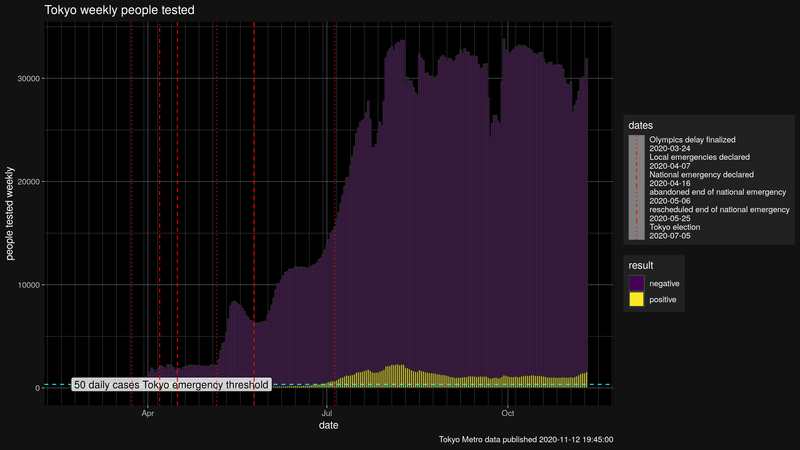 Tokyo weekly people tested
people tested weekly
30000
20000
10000
0
50 daily cases Tokyo emergency threshold
Apr
Jul
Oct
date
Tokyo Metro data published 2020-11-12 19:45:00
dates
Olympics delay finalized
2020-03-24
Local emergencies declared
2020-04-07
National emergency declared
2020-04-16
abandoned end of national emergency
2020-05-06
rescheduled end of national emergency
2020-05-25
Tokyo election
2020-07-05
result
negative
positive